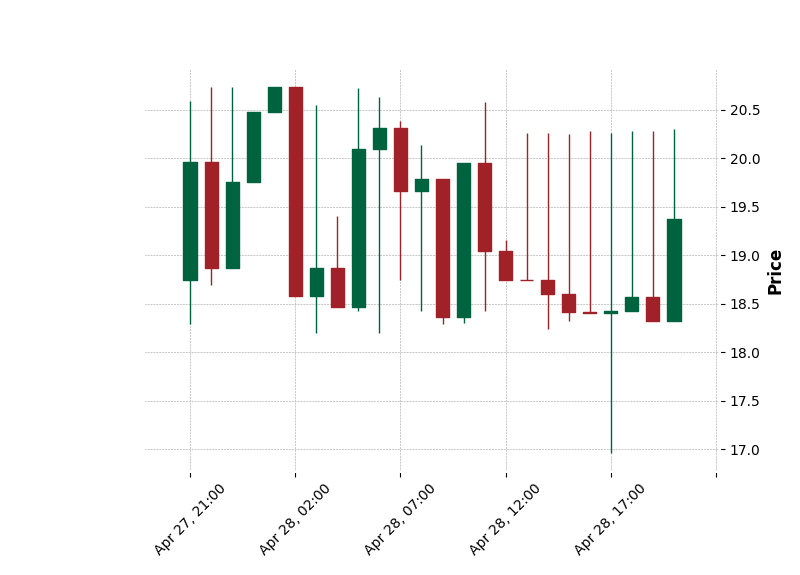 20.5
20.0
19.5
19.0
18.5
18.0
17.5
17.0
Price
Apr 27, 21:00
Apr 28, 02:00
Apr 28, 07:00
Apr 28, 12:00
Apr 28, 17:00